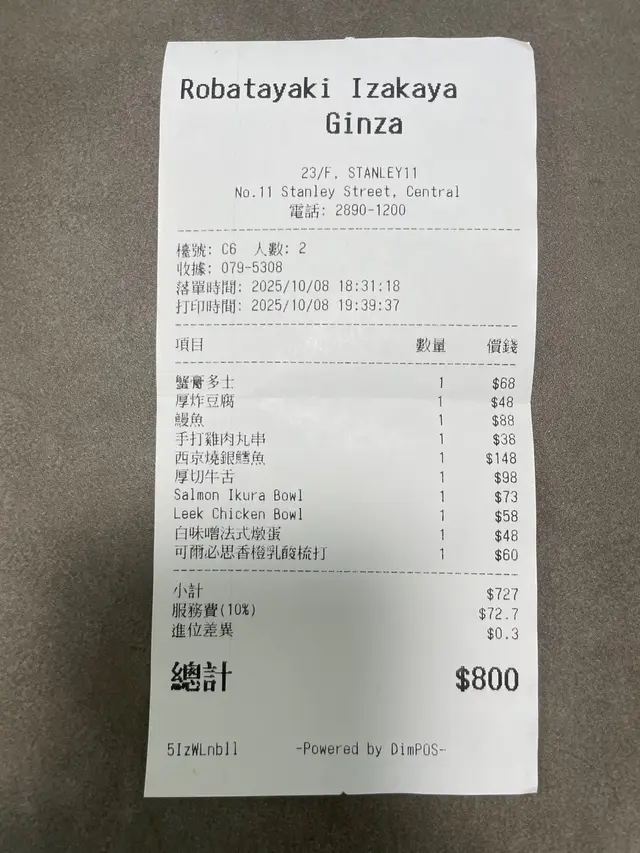 Robatayaki Izakaya
Ginza
23/F, STANLEY11
No.11 Stanley Street, Central
電話: 2890-1200
檯號: C6 人數: 2
收據: 079-5308
落單時間: 2025/10/08 18:31:18
打印時間: 2025/10/08 19:39:37
項目 數量 價錢
蟹膏多士 1 $68
厚炸豆腐 1 $48
鰻魚 1 $88
手打雞肉丸串 1 $38
西京燒銀鱈魚 1 $148
厚切牛舌 1 $98
Salmon Ikura Bowl 1 $73
Leek Chicken Bowl 1 $58
白味噌法式燉蛋 1 $48
可爾必思香橙乳酸梳打 1 $60
小計 $727
服務費(10%) $72.7
進位差異 $0.3
總計 $800
5IzWLnb1l -Powered by DimPOS-